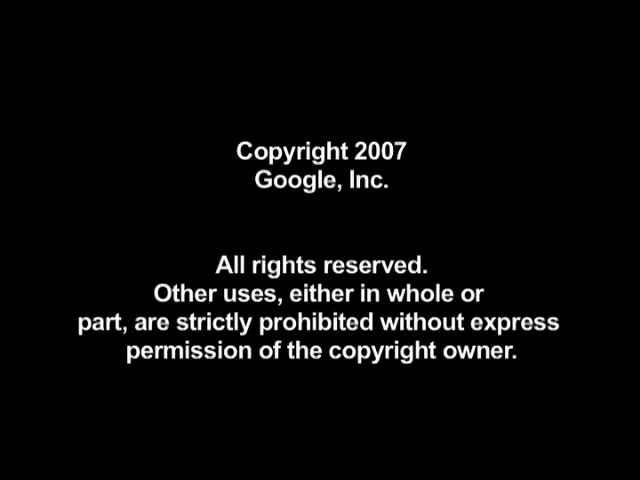 Copyright 2007
Google, Inc.
All rights reserved.
Other uses, either in whole or
part, are strictly prohibited without express
permission of the copyright owner.